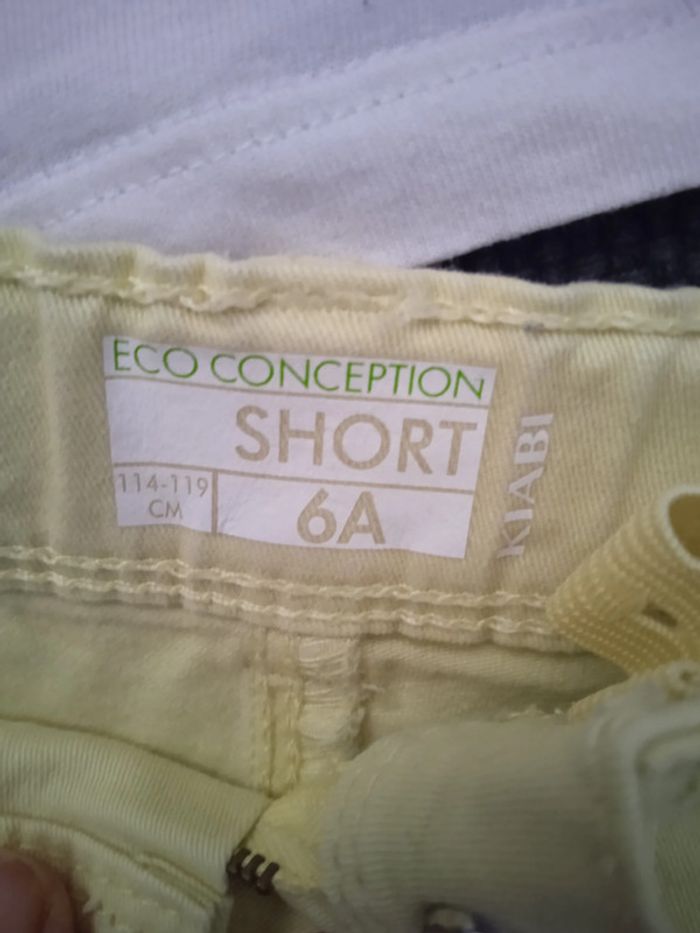 ECO CONCEPTION
SHORT
114-119
CM
6A
KIABI